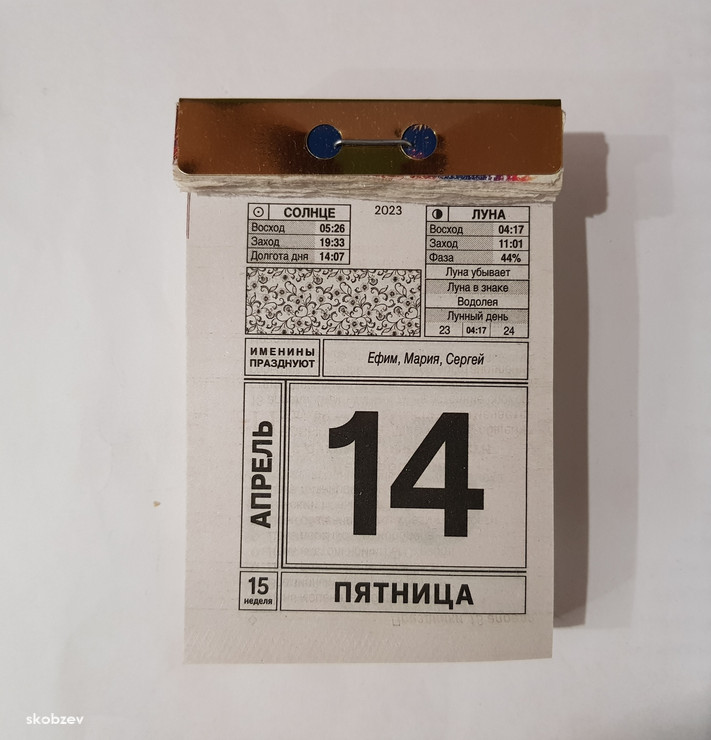 2023
СОЛНЦЕ
Восход 05:26
Заход 19:33
Долгота дня 14:07
ЛУНА
Восход 04:17
Заход 11:01
Фаза 44%
Луна убывает
Луна в знаке
Водолея
Лунный день
23 04:17 24
ИМЕНИНЫ
ПРАЗДНУЮТ
Ефим, Мария, Сергей
АПРЕЛЬ
14
15
неделя
ПЯТНИЦА
skobzev